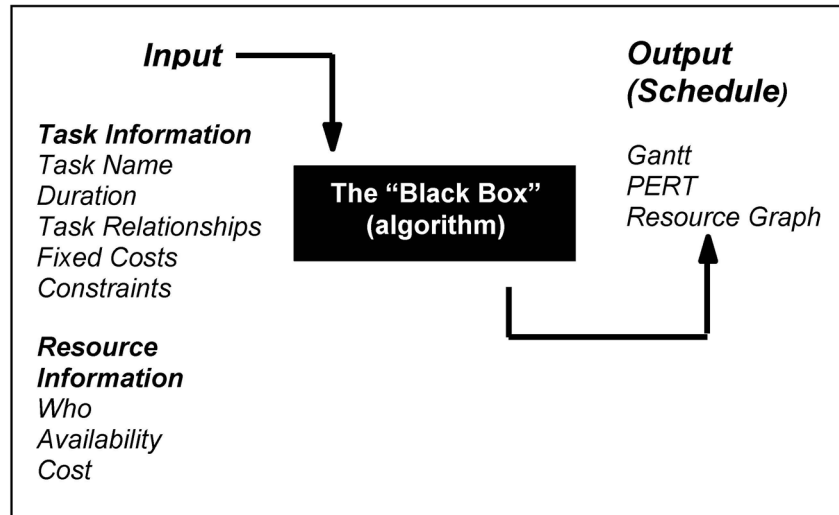 Input
Task Information
Task Name
Duration
Task Relationships
Fixed Costs
Constraints
Resource
Information
Who
Availability
Cost
The “Black Box”
(algorithm)
Output
(Schedule)
Gantt
PERT
Resource Graph